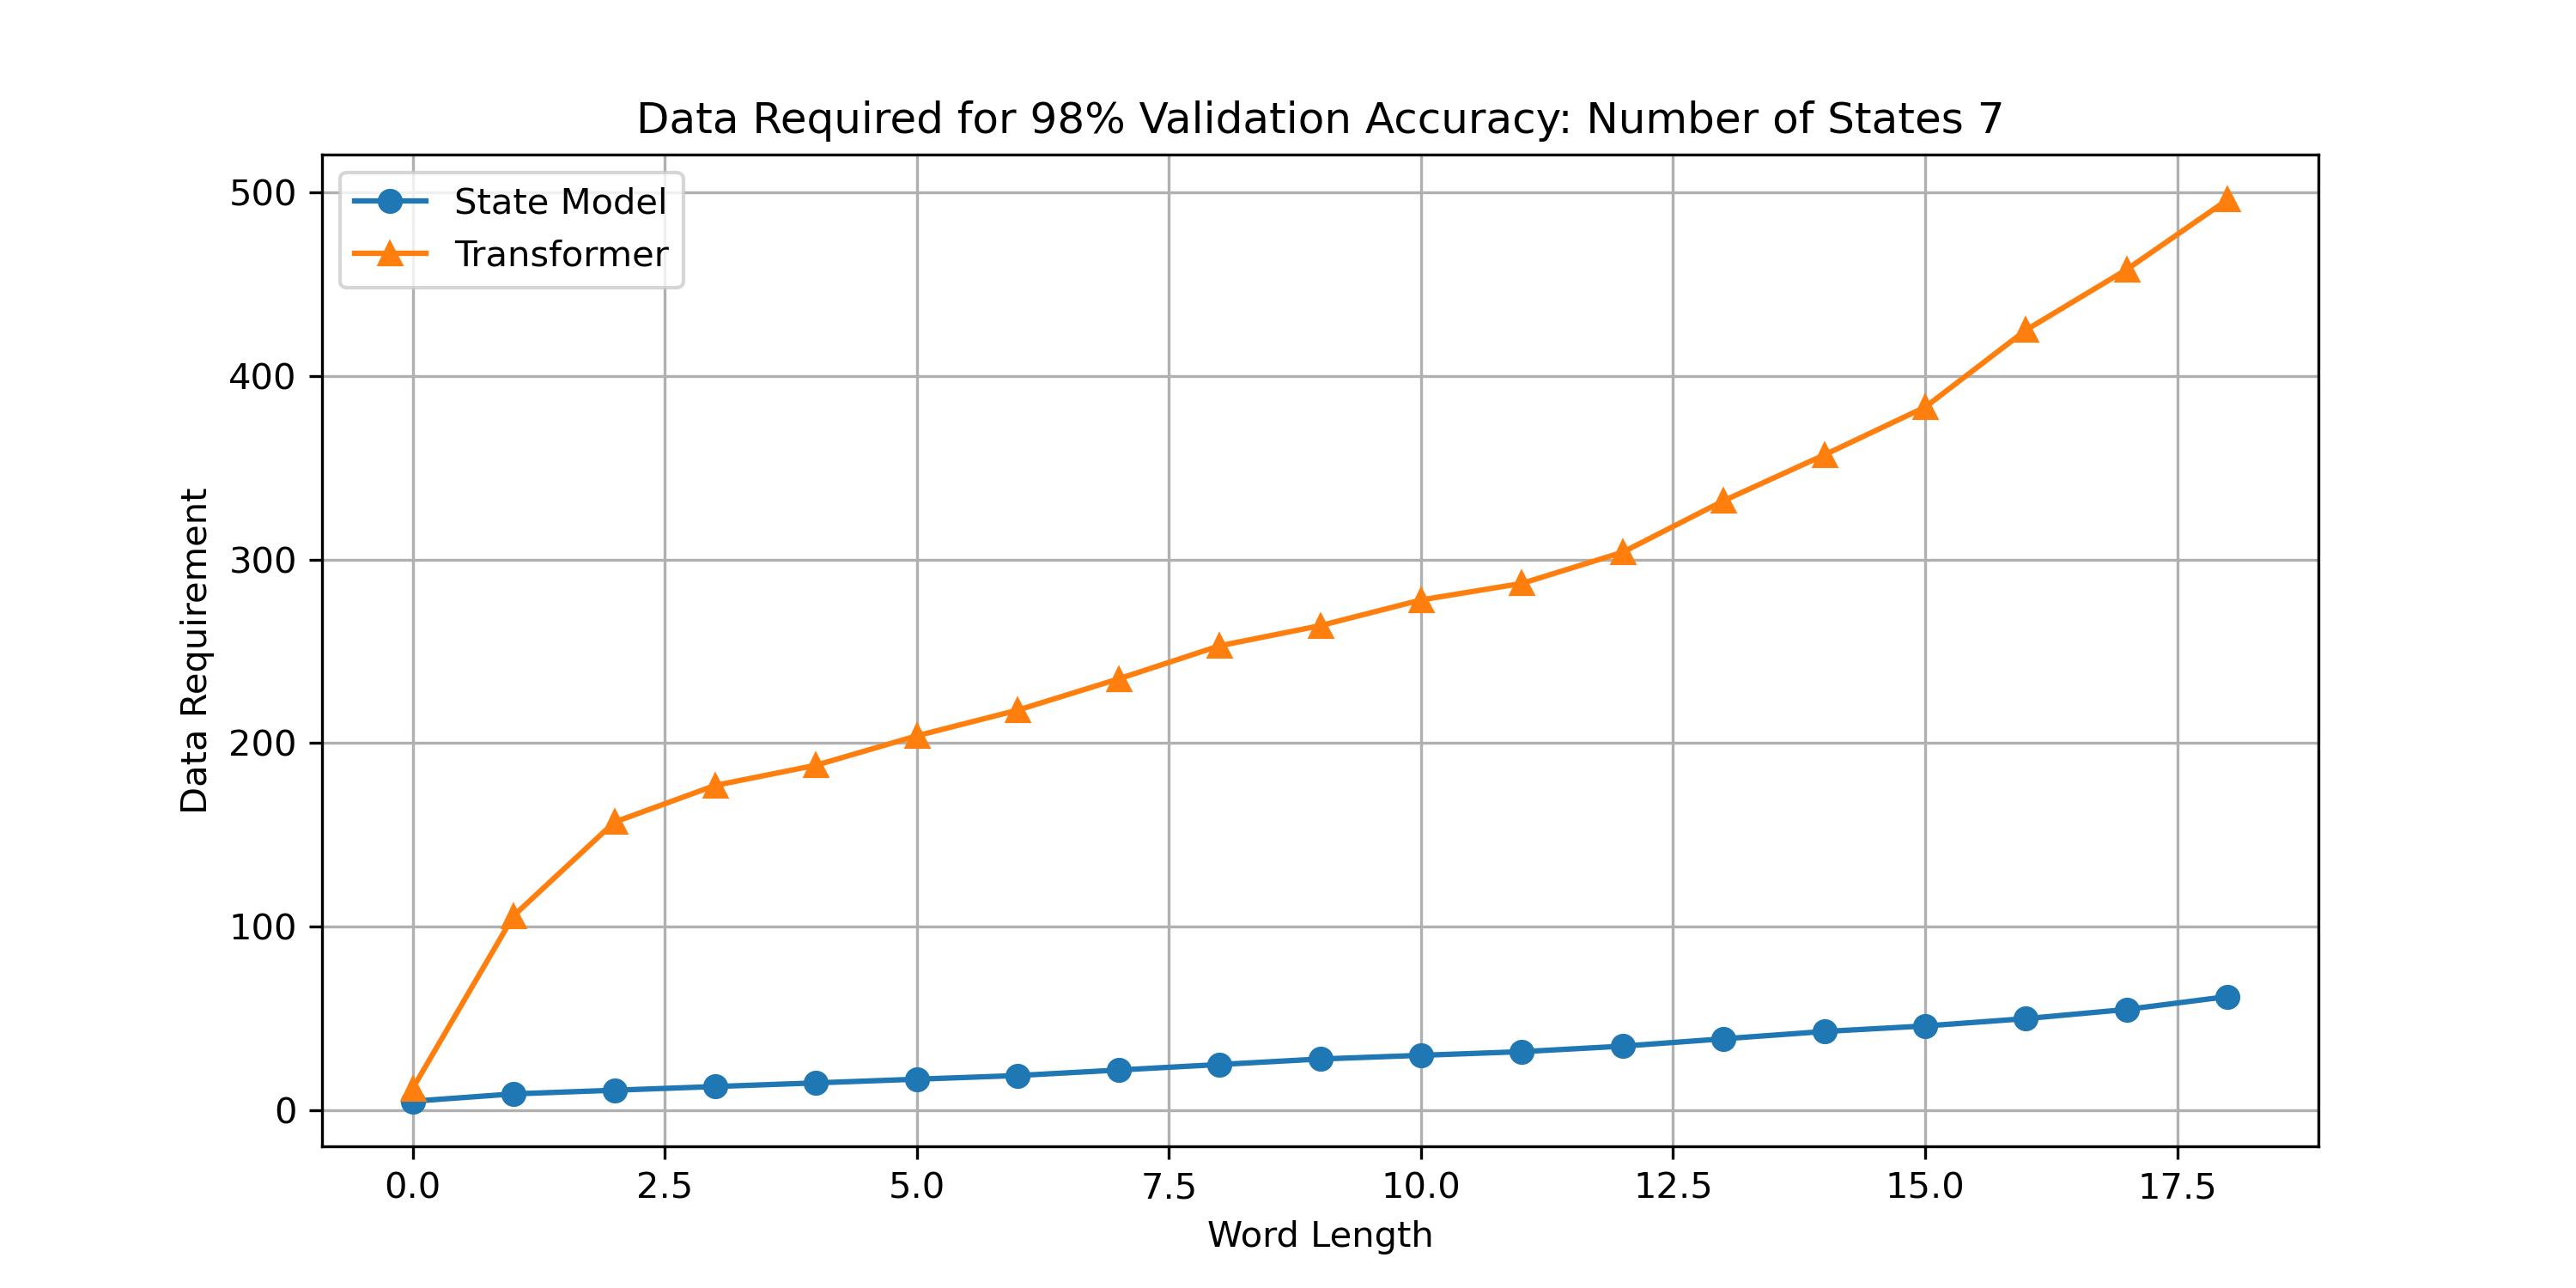 Data Required for 98% Validation Accuracy: Number of States 7
State Model
Transformer
500
400
300
200
100
0
Data Requirement
0.0 2.5 5.0 7.5 10.0 12.5 15.0 17.5
Word Length